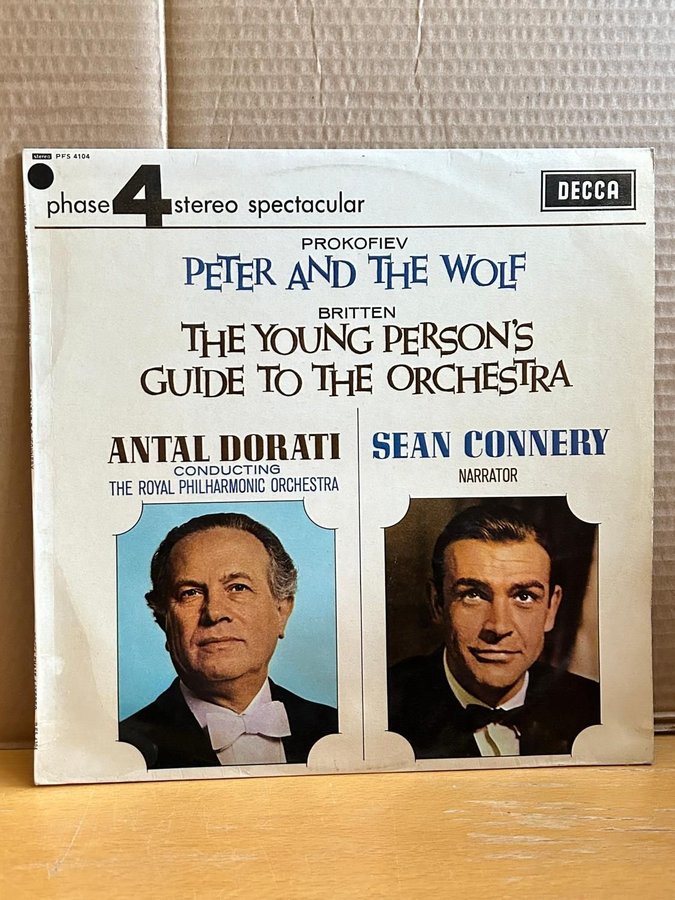 stereo PFS 4104
phase 4 stereo spectacular
DECCA
PROKOFIEV
PETER AND THE WOLF
BRITTEN
THE YOUNG PERSON'S
GUIDE TO THE ORCHESTRA
ANTAL DORATI
CONDUCTING
THE ROYAL PHILHARMONIC ORCHESTRA
SEAN CONNERY
NARRATOR